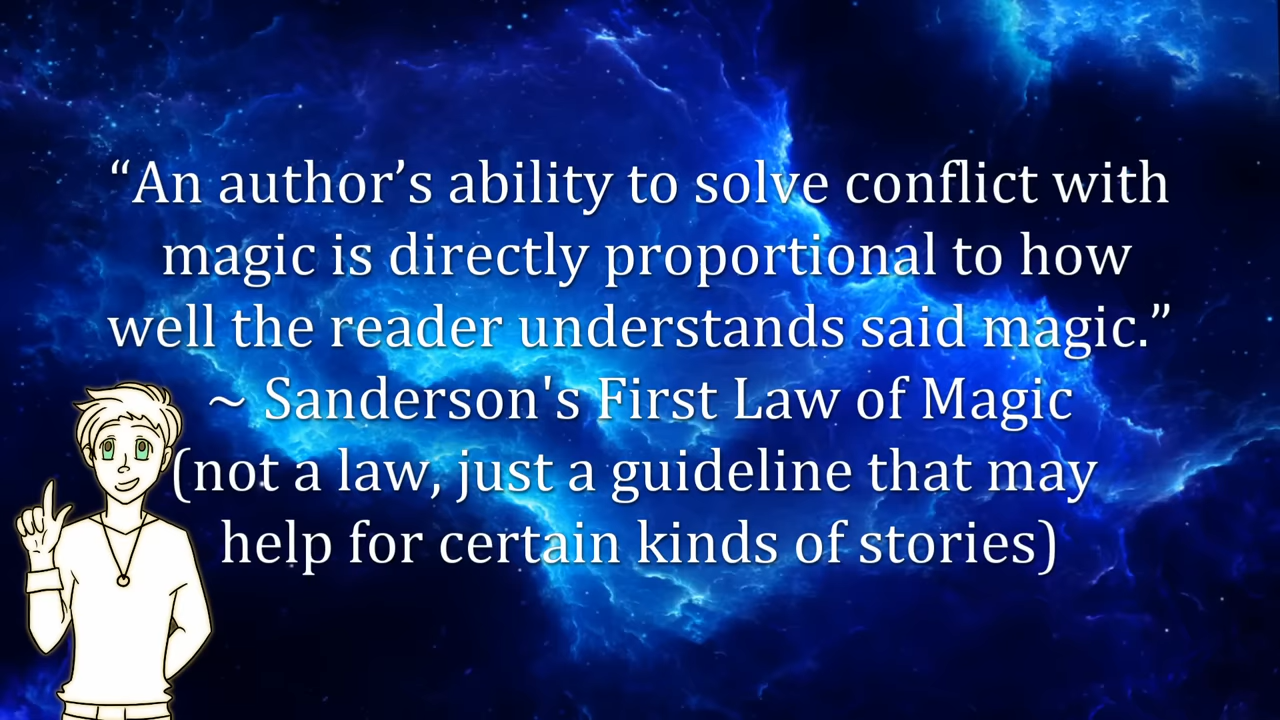 “An author’s ability to solve conflict with
magic is directly proportional to how
well the reader understands said magic.”
~ Sanderson's First Law of Magic
(not a law, just a guideline that may
help for certain kinds of stories)